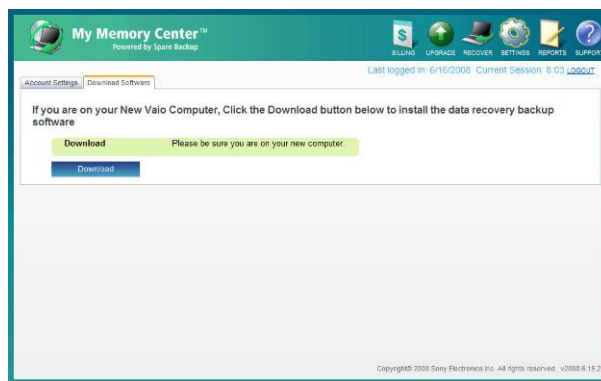 My Memory Center™
Powered by Spare Backup
BILLING UPGRADE RECOVER SETTINGS REPORTS SUPPORT
Last logged in: 6/16/2008 Current Session: 8:03 LOGOUT
Account Settings Download Software
If you are on your New Vaio Computer, Click the Download button below to install the data recovery backup
software
Download Please be sure you are on your new computer.
Download
Copyright© 2008 Sony Electronics Inc. All rights reserved. v2008.6.15.2